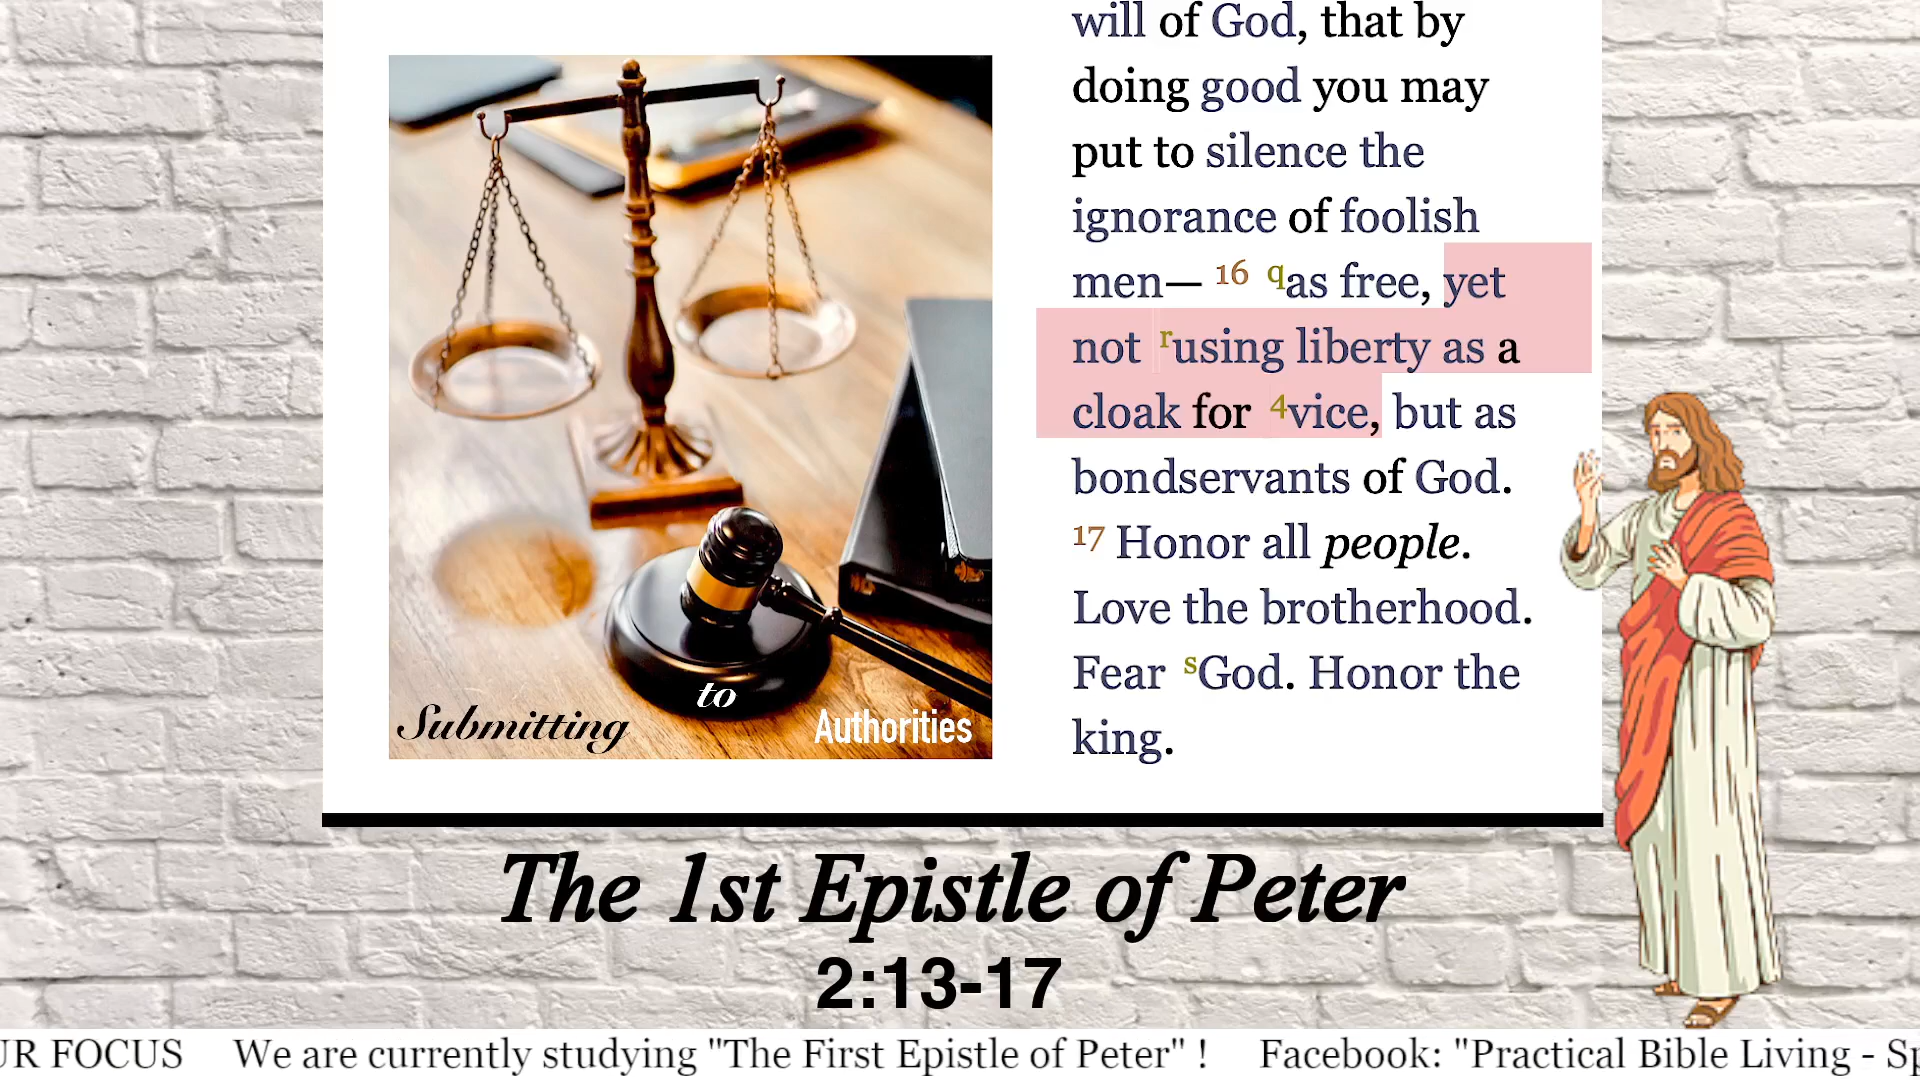 will of God, that by
doing good you may
put to silence the
ignorance of foolish
men— 16 qas free, yet
not rusing liberty as a
cloak for 4vice, but as
bondservants of God.
17 Honor all people.
Love the brotherhood.
Fear sGod. Honor the
king.
Submitting to Authorities
The 1st Epistle of Peter
2:13-17
UR FOCUS We are currently studying "The First Epistle of Peter" ! Facebook: "Practical Bible Living - Sp